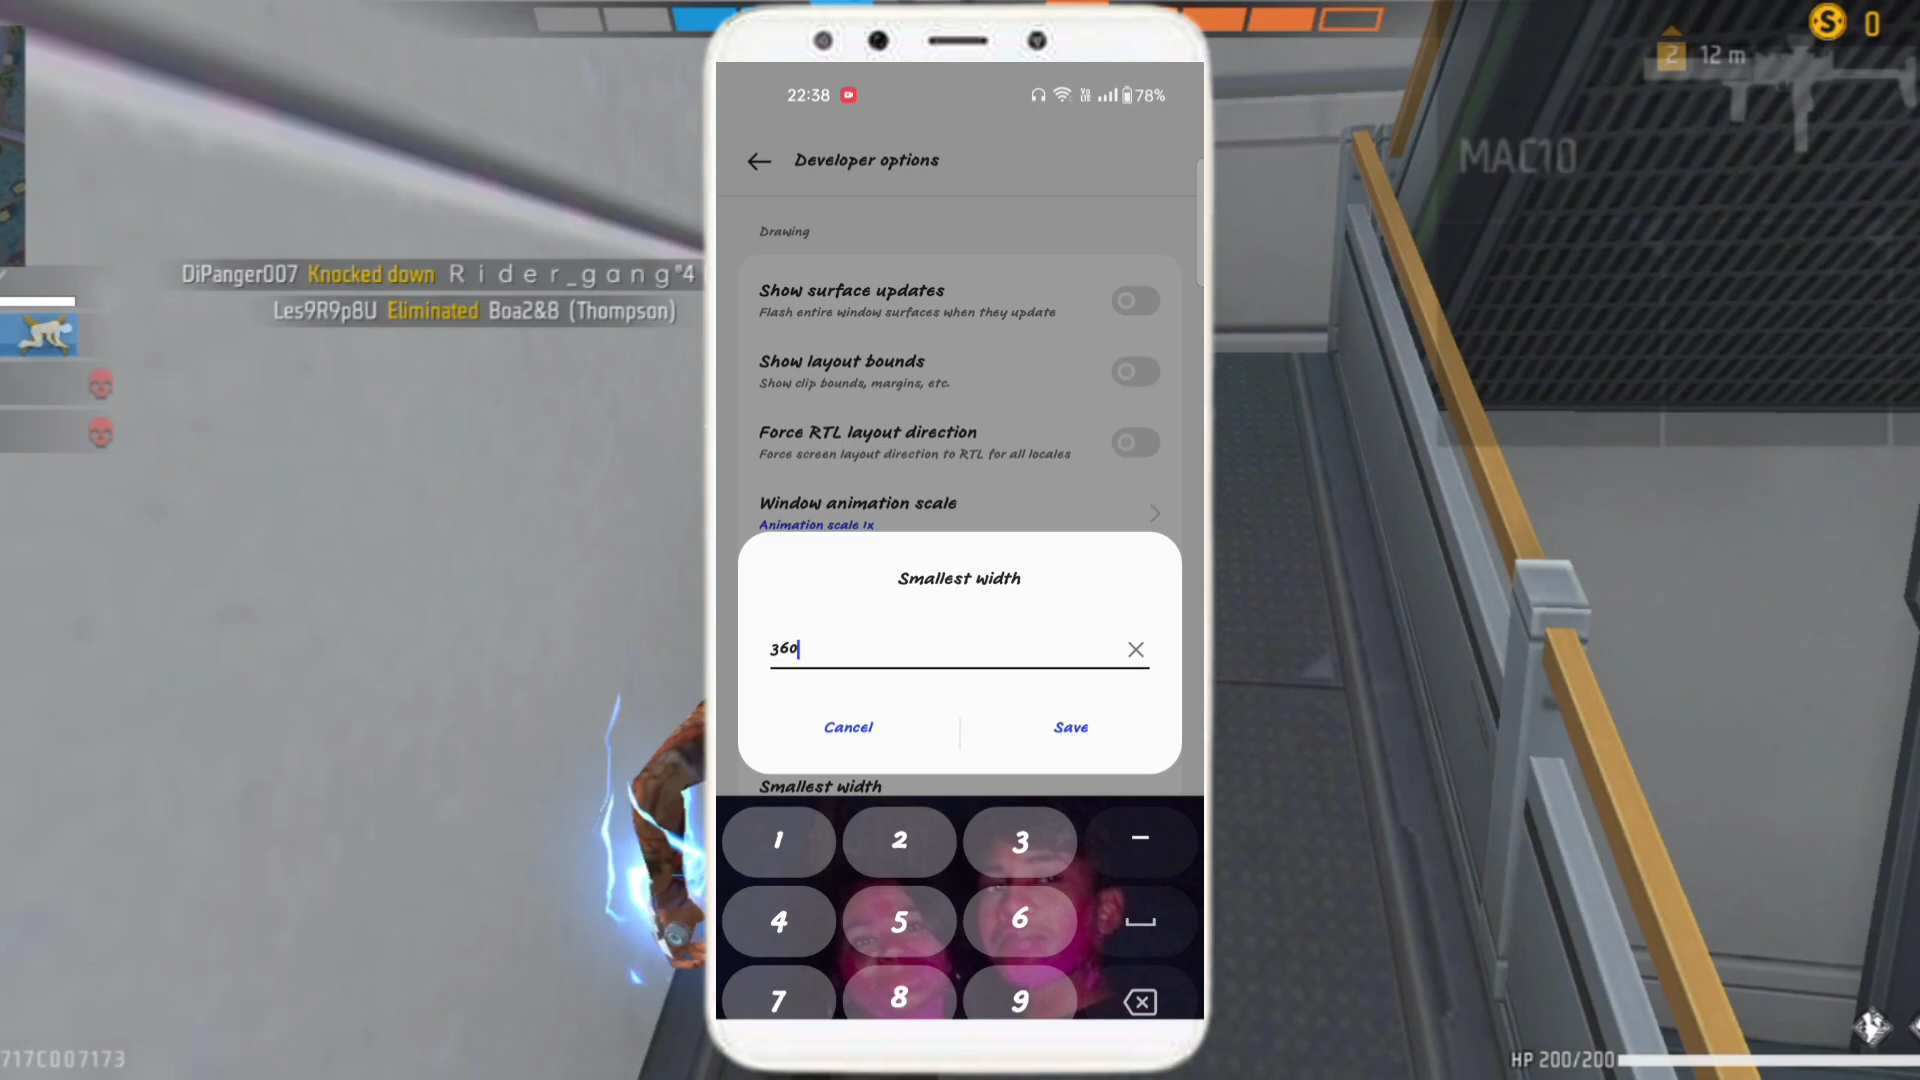 S 0
2 12 m
MAC10
22:38
78%
Developer options
Drawing
Show surface updates
Flash entire window surfaces when they update
Show layout bounds
Show clip bounds, margins, etc.
Force RTL layout direction
Force screen layout direction to RTL for all locales
Window animation scale
Animation scale 1x
DiPanger007 Knocked down Rider_gang"4
Les9R9p8U Eliminated Boa2&8 (Thompson)
Smallest width
360
Cancel Save
Smallest width
1 2 3 –
4 5 6
7 8 9
717C007173
HP 200/200